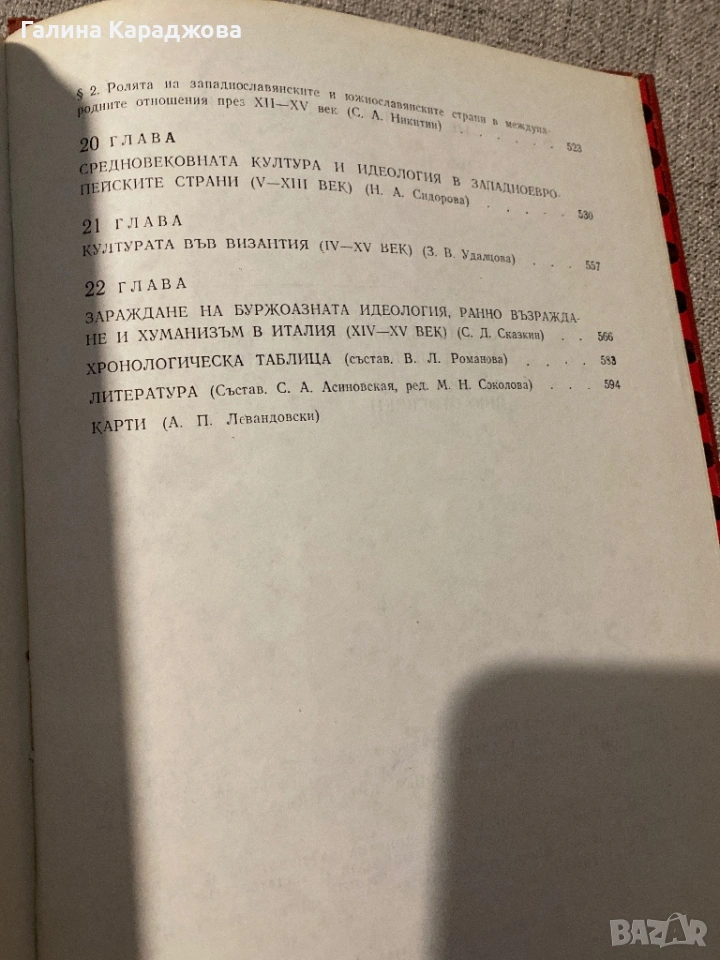 Галина Караджова
§ 2. Ролята на западнославянските и южнославянските страни в междуна-
родните отношения през XII—XV век (С. А. Никитин) . . . . . . 523
20 ГЛАВА
СРЕДНОВЕКОВНАТА КУЛТУРА И ИДЕОЛОГИЯ В ЗАПАДНОЕВРО-
ПЕЙСКИТЕ СТРАНИ (V—XIII ВЕК) (Н. А. Сидорова) . . . . . 530
21 ГЛАВА
КУЛТУРАТА ВЪВ ВИЗАНТИЯ (IV—XV ВЕК) (З. В. Удалцова) . . . . 557
22 ГЛАВА
ЗАРАЖДАНЕ НА БУРЖОАЗНАТА ИДЕОЛОГИЯ, РАННО ВЪЗРАЖДА-
НЕ И ХУМАНИЗЪМ В ИТАЛИЯ (XIV—XV ВЕК) (С. Д. Сказкин) . . 566
ХРОНОЛОГИЧЕСКА ТАБЛИЦА (състав. В. Л. Романова) . . . . 583
ЛИТЕРАТУРА (Състав. С. А. Асиновская, ред. М. Н. Соколова) . . . 594
КАРТИ (А. П. Левандовски)
BAZAR